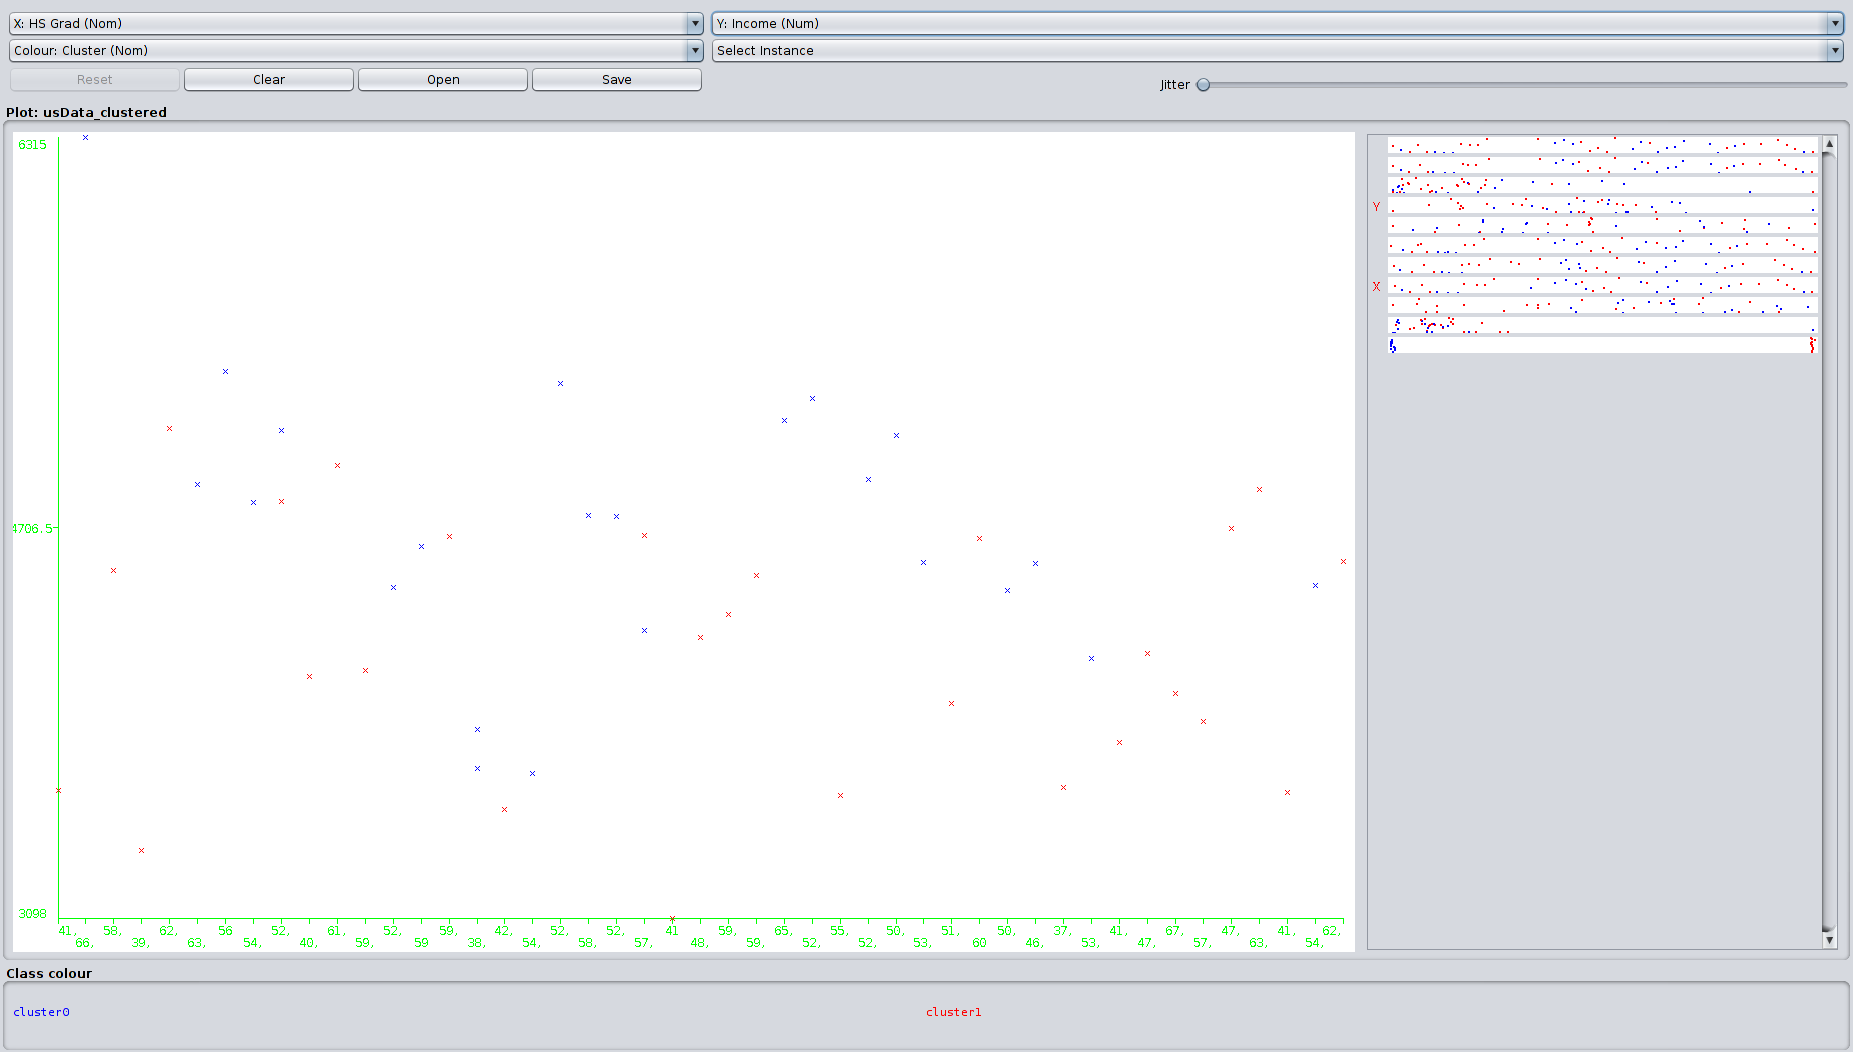 X: HS Grad (Nom) Y: Income (Num)
Colour: Cluster (Nom) Select Instance
Reset Clear Open Save Jitter
Plot: usData_clustered
6315
Y
X
4706.5
3098
41, 58, 62, 56 52, 61, 52, 59, 42, 52, 52, 41 59, 65, 55, 50, 51, 50, 37, 41, 67, 47, 41, 62,
66, 39, 63, 54, 40, 59, 59 38, 54, 58, 57, 48, 59, 52, 52, 53, 60 46, 53, 47, 57, 63, 54,
Class colour
cluster0 cluster1